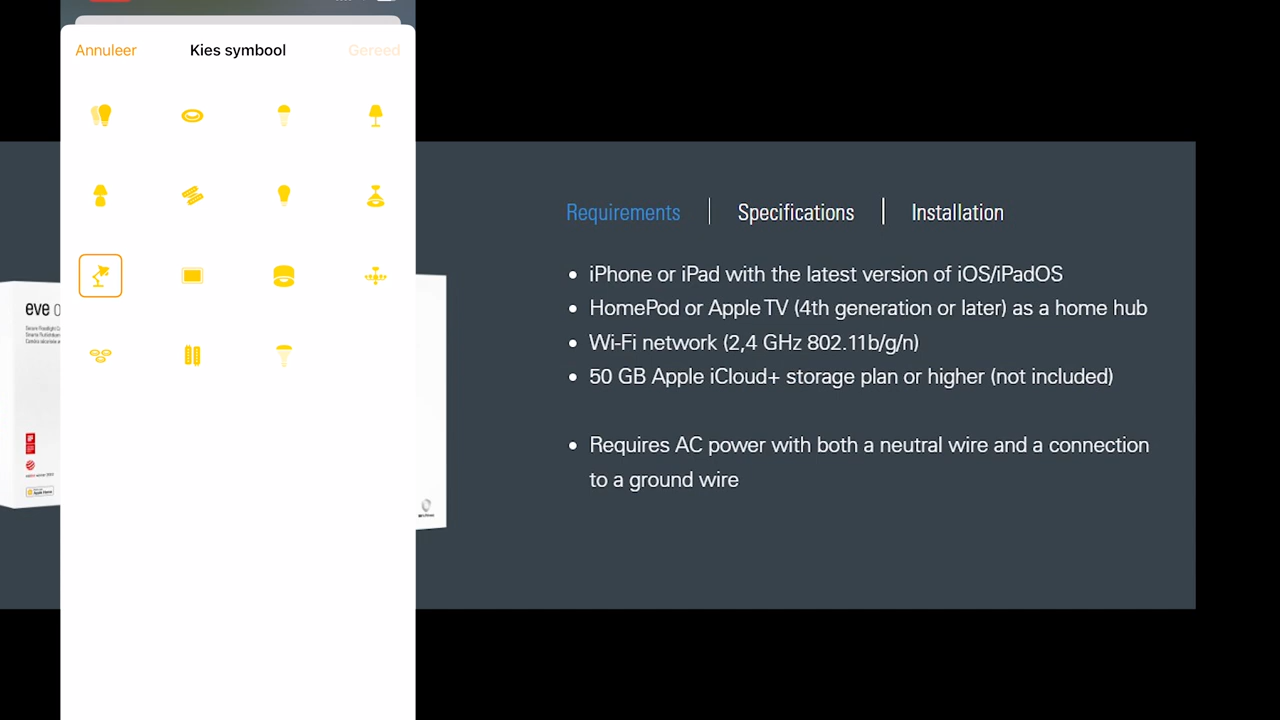 Annuleer
Kies symbool
Gereed
Requirements
Specifications
Installation
• iPhone or iPad with the latest version of iOS/iPadOS
• HomePod or Apple TV (4th generation or later) as a home hub
• Wi-Fi network (2,4 GHz 802.11b/g/n)
• 50 GB Apple iCloud+ storage plan or higher (not included)
• Requires AC power with both a neutral wire and a connection
to a ground wire
eve